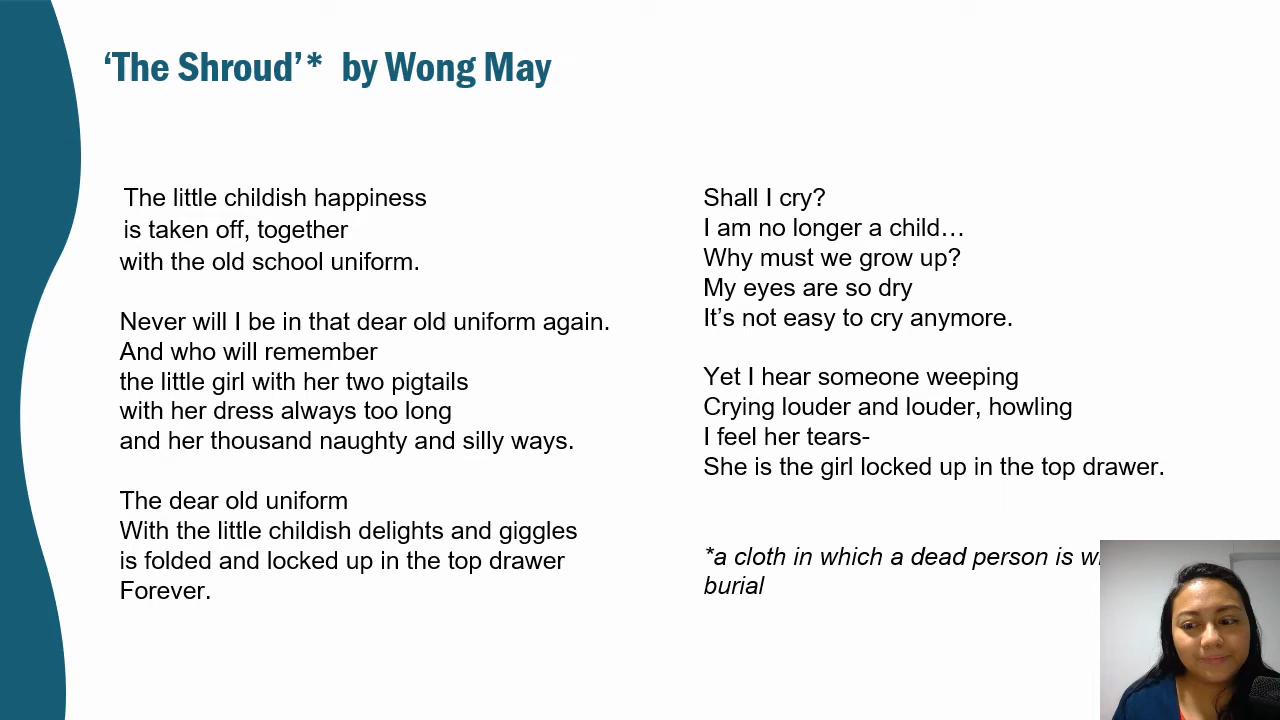 ‘The Shroud’* by Wong May
The little childish happiness
is taken off, together
with the old school uniform.
Never will I be in that dear old uniform again.
And who will remember
the little girl with her two pigtails
with her dress always too long
and her thousand naughty and silly ways.
The dear old uniform
With the little childish delights and giggles
is folded and locked up in the top drawer
Forever.
Shall I cry?
I am no longer a child…
Why must we grow up?
My eyes are so dry
It’s not easy to cry anymore.
Yet I hear someone weeping
Crying louder and louder, howling
I feel her tears-
She is the girl locked up in the top drawer.
*a cloth in which a dead person is
burial